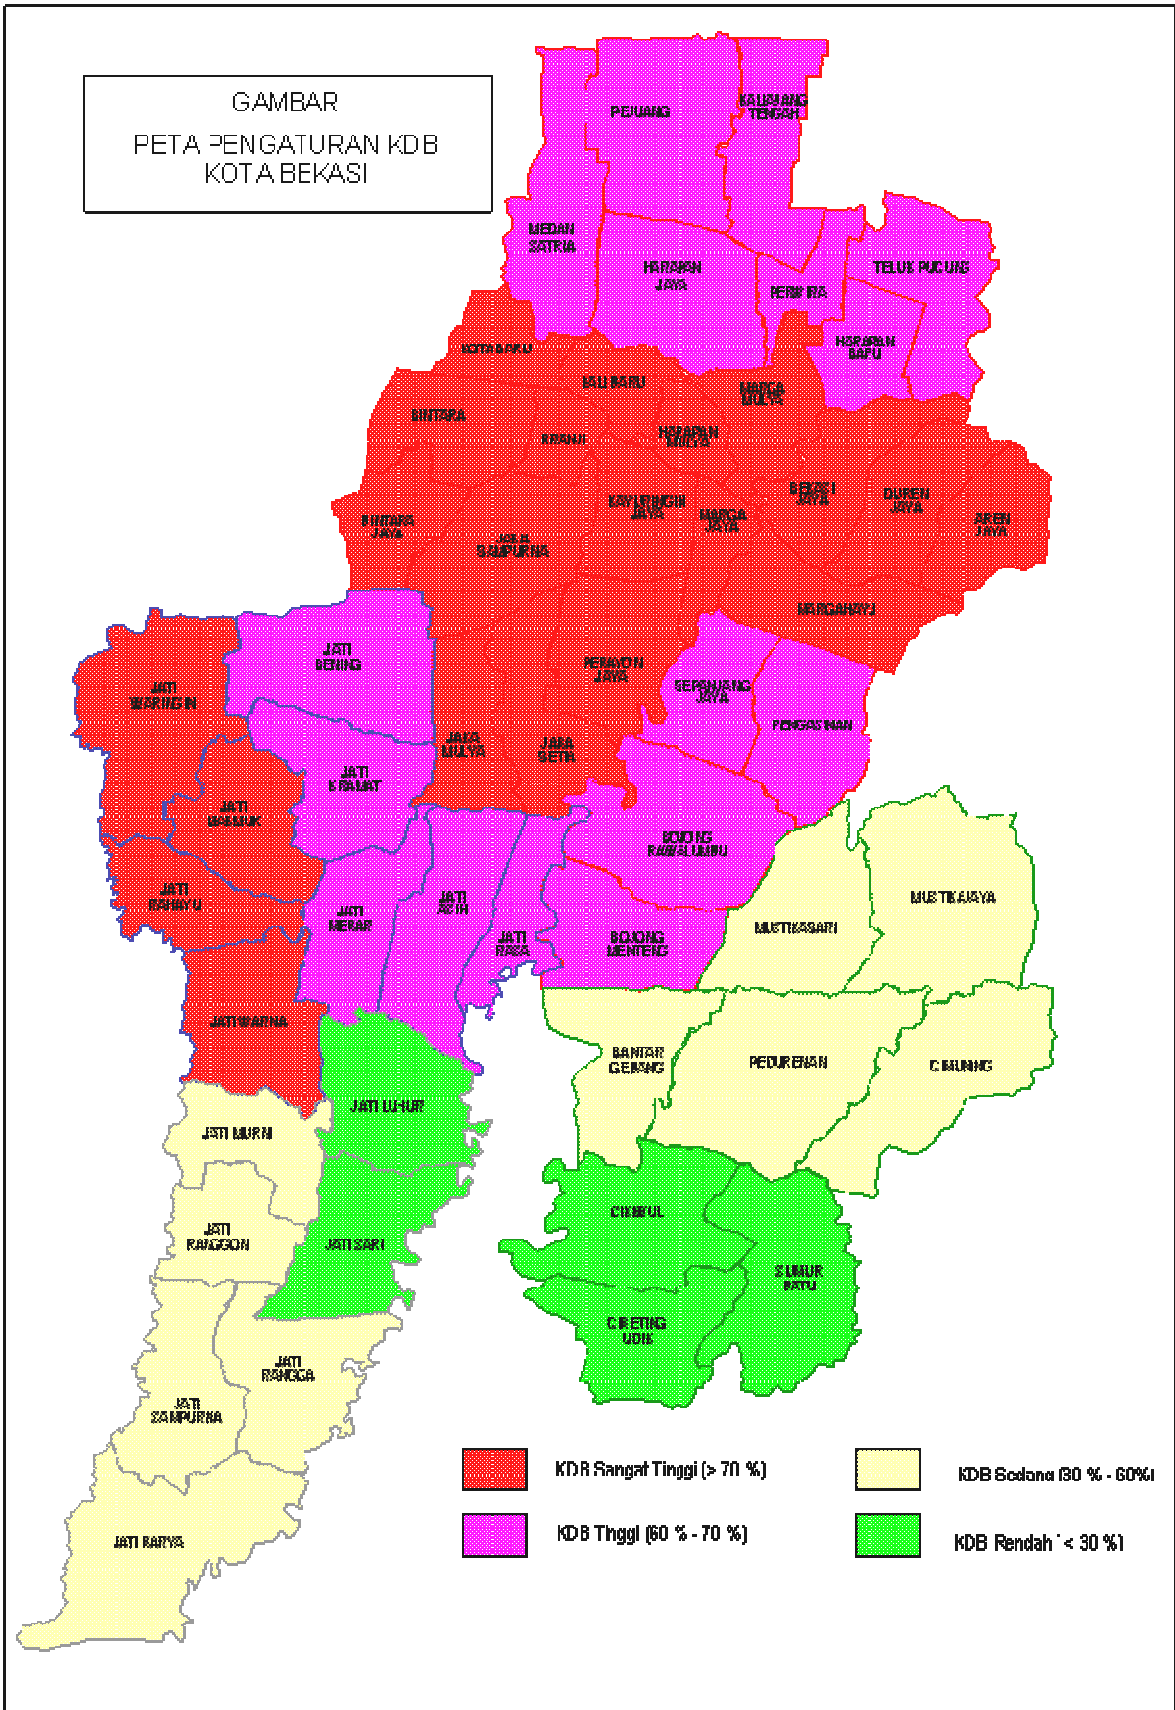 GAMBAR
PETA PENGATURAN KDB
KOTA BEKASI
PEJUANG
KALIABANG
TENGAH
MEDAN
SATRIA
HARAPAN
JAYA
PERWIRA
TELUK PUCUNG
HARAPAN
BARU
KOTA BARU
KALI BARU
MARGA
MULYA
BINTARA
KRANJI
HARAPAN
MULYA
BINTARA
JAYA
JAKA
SAMPURNA
KAYURINGIN
JAYA
MARGA
JAYA
BEKASI
JAYA
DUREN
JAYA
AREN
JAYA
MARGAHAYU
JATI
BENING
JATI
WARINGIN
PEKAYON
JAYA
SEPANJANG
JAYA
PENGASINAN
JAKA
MULYA
JAKA
SETIA
JATI
KRAMAT
JATI
MAKMUR
BOJONG
RAWALUMBU
JATI
RAHAYU
JATI
MEKAR
JATI
ASIH
JATI
RASA
BOJONG
MENTENG
MUSTIKASARI
MUSTIKAJAYA
JATI WARNA
BANTAR
GEBANG
PEDURENAN
CIMUNING
JATI LUHUR
JATI MURNI
JATI
RANGGON
JATI SARI
CIKIWUL
SUMUR
BATU
CIKETING
UDIK
JATI
RANGGA
JATI
SAMPURNA
JATI KARYA
KDB Sangat Tinggi (> 70 %)
KDB Sedang (30 % - 60%)
KDB Tinggi (60 % - 70 %)
KDB Rendah (< 30 %)